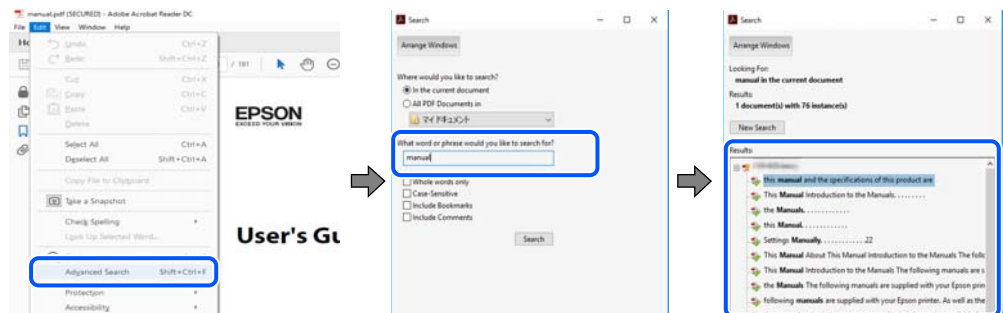 manual.pdf (SECURED) - Adobe Acrobat Reader DC
File Edit View Window Help
Undo Ctrl+Z
Redo Shift+Ctrl+Z
Cut Ctrl+X
Copy Ctrl+C
Paste Ctrl+V
Delete
Select All Ctrl+A
Deselect All Shift+Ctrl+A
Copy File to Clipboard
Take a Snapshot
Check Spelling
Look Up Selected Word...
Advanced Search Shift+Ctrl+F
Protection
Accessibility
/ 181
EPSON
EXCEED YOUR VISION
User's Gu
Search
Arrange Windows
Where would you like to search?
In the current document
All PDF Documents in
マイ ドキュメント
What word or phrase would you like to search for?
manual
Whole words only
Case-Sensitive
Include Bookmarks
Include Comments
Search
Search
Arrange Windows
Looking For:
manual in the current document
Results:
1 document(s) with 76 instance(s)
New Search
Results:
this manual and the specifications of this product are
This Manual Introduction to the Manuals. . . . . . . . .
the Manuals. . . . . . . . . . . . .
this Manual. . . . . . . . . . . . .
Settings Manually. . . . . . . . . . . . .22
This Manual About This Manual Introduction to the Manuals The follo
This Manual Introduction to the Manuals The following manuals are s
the Manuals The following manuals are supplied with your Epson prin
following manuals are supplied with your Epson printer. As well as the